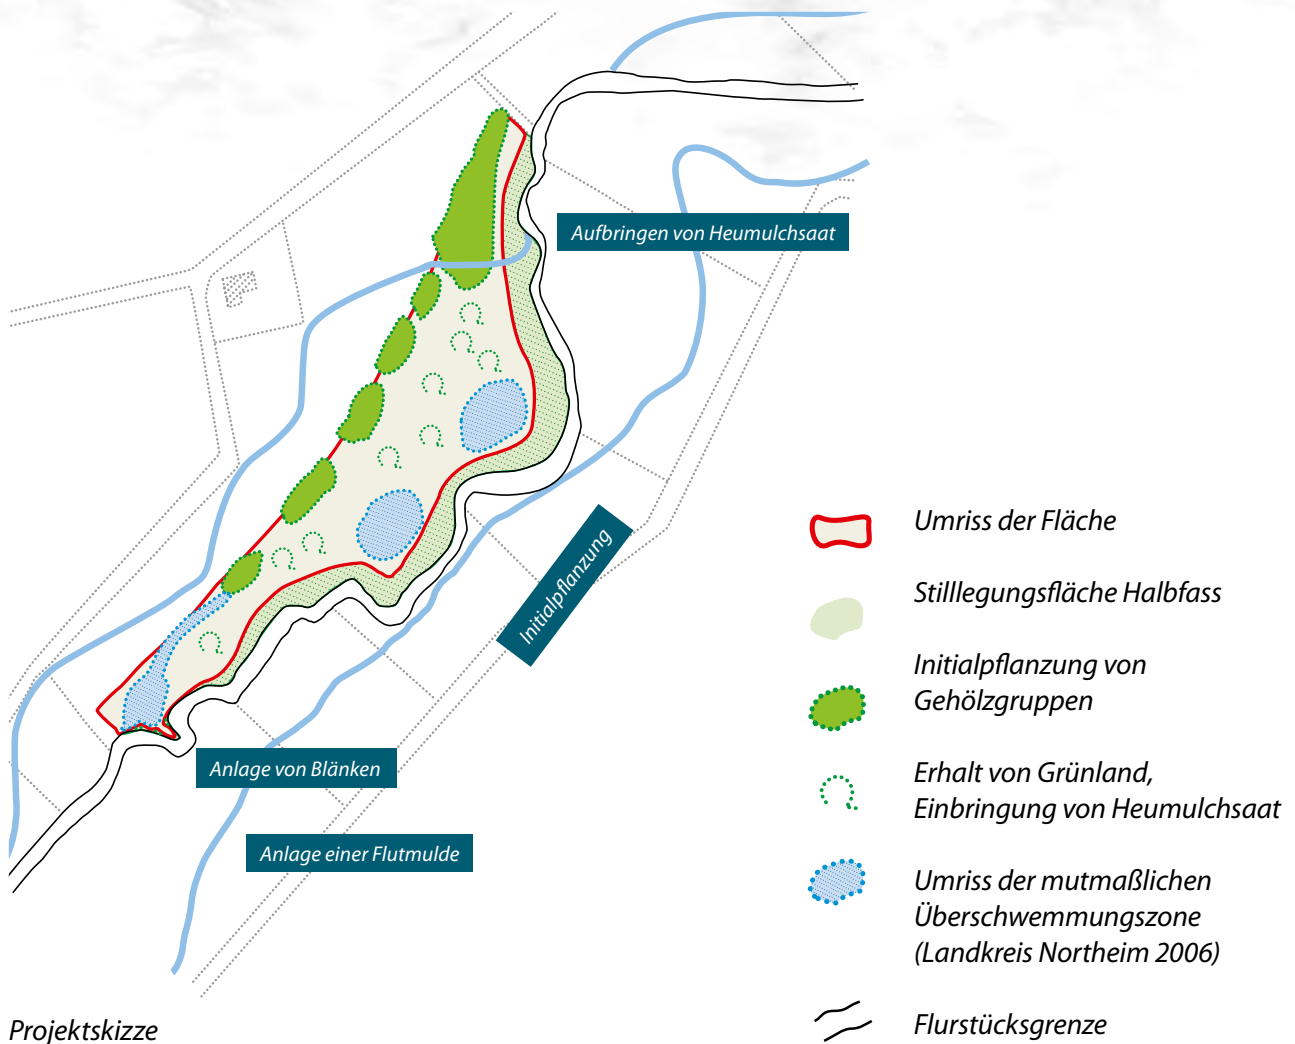 Aufbringen von Heumulchsaat
Initialpflanzung
Anlage von Blänken
Anlage einer Flutmulde
Projektskizze
Umriss der Fläche
Stilllegungsfläche Halbfass
Initialpflanzung von
Gehölzgruppen
Erhalt von Grünland,
Einbringung von Heumulchsaat
Umriss der mutmaßlichen
Überschwemmungszone
(Landkreis Northeim 2006)
Flurstücksgrenze